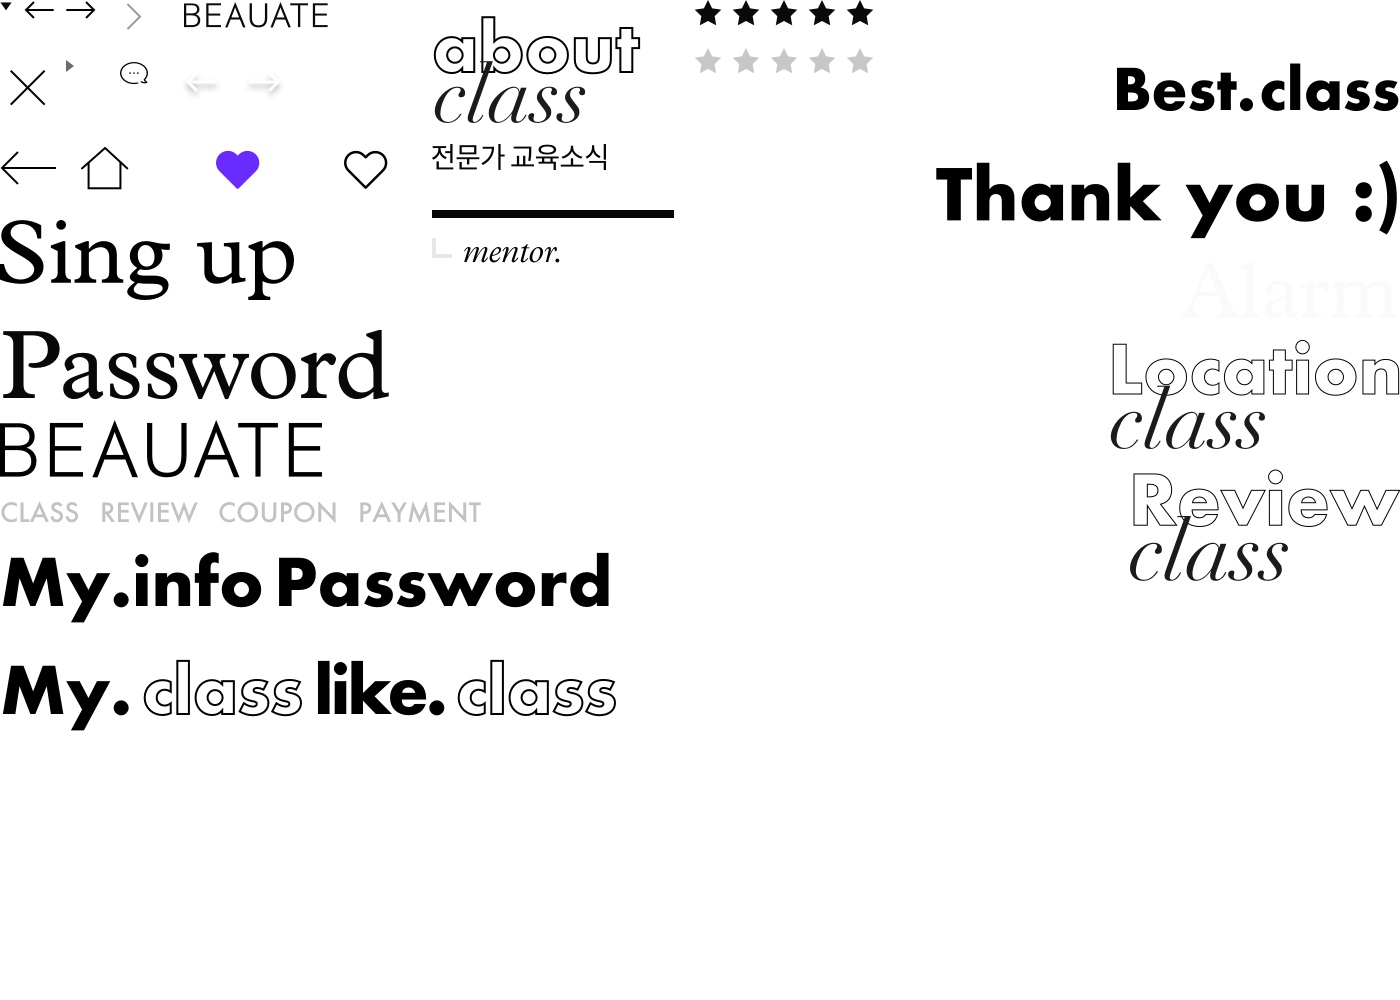 BEAUATE
about
class
전문가 교육소식
mentor.
Best.class
Thank you :)
Alarm
Sing up
Password
BEAUATE
Location
class
Review
class
CLASS REVIEW COUPON PAYMENT
My.info Password
My. class like. class